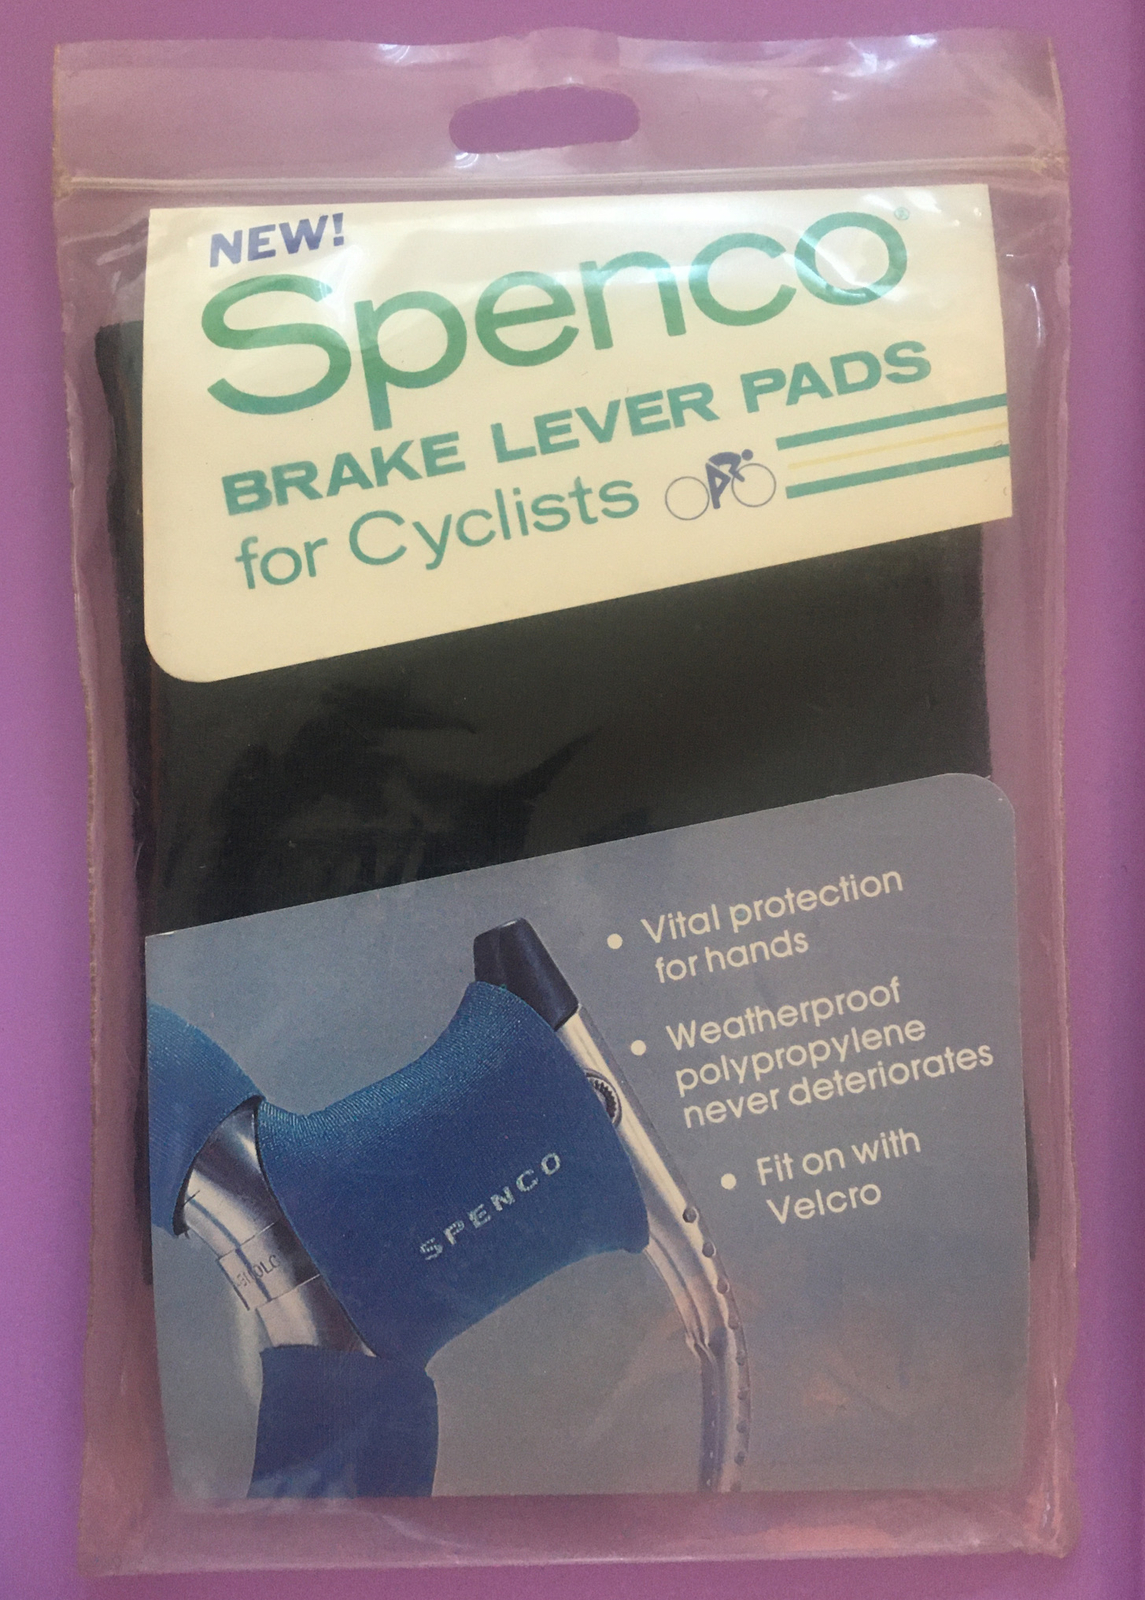 NEW!
Spenco®
BRAKE LEVER PADS
for Cyclists
• Vital protection
for hands
• Weatherproof
polypropylene
never deteriorates
• Fit on with
Velcro
SPENCO